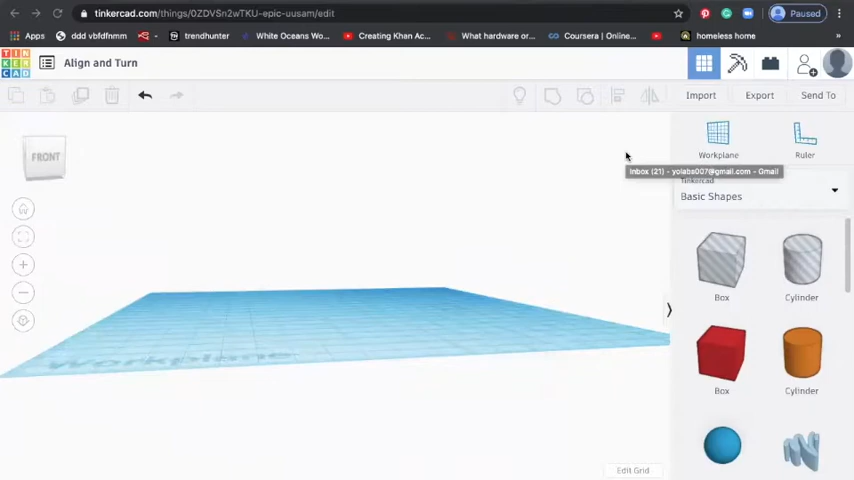 tinkercad.com/things/0ZDVSn2wTKU-epic-uusam/edit
Paused
Apps
ddd vbfdfnmm
trendhunter
White Oceans Wo...
Creating Khan Ac...
What hardware or...
Coursera | Online...
homeless home
»
TIN
KER
CAD
Align and Turn
Import
Export
Send To
FRONT
Workplane
Ruler
Inbox (21) - yolabs007@gmail.com - Gmail
Tinkercad
Basic Shapes
Box
Cylinder
Box
Cylinder
Workplane
Edit Grid